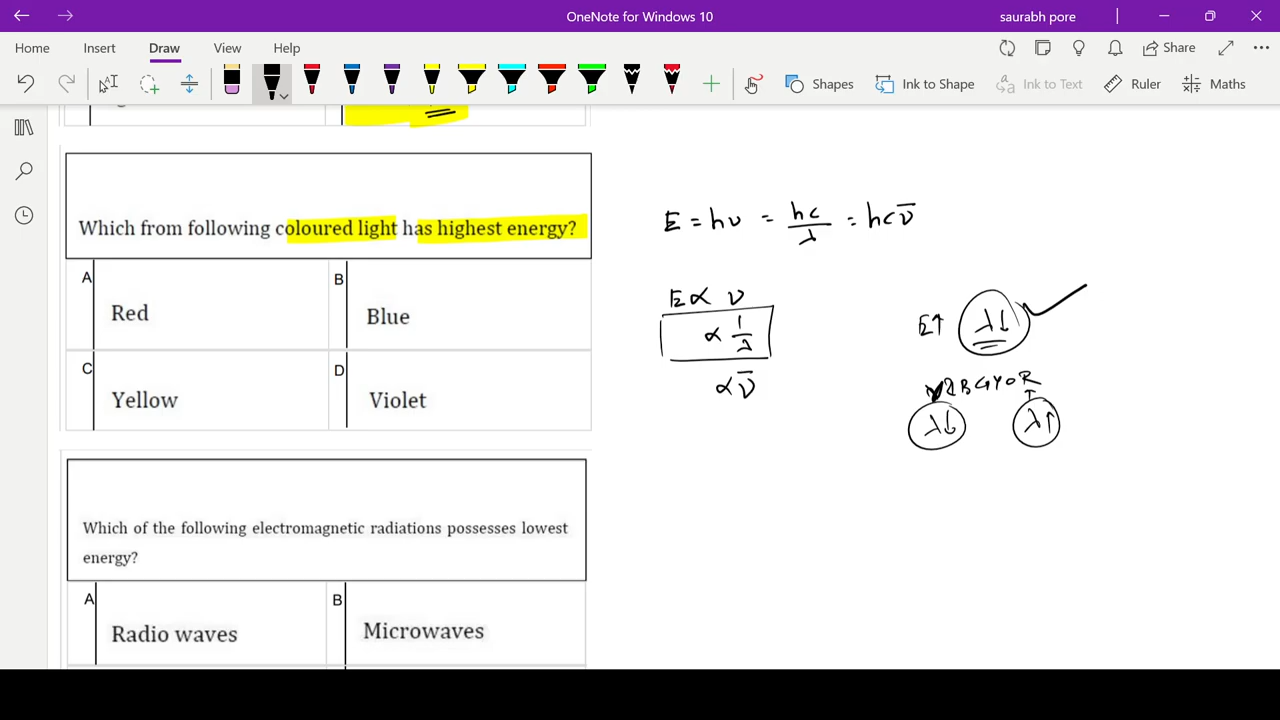 OneNote for Windows 10
saurabh pore
Home Insert Draw View Help
Share
Shapes
Ink to Shape
Ink to Text
Ruler
Maths
Which from following coloured light has highest energy?
A Red
B Blue
C Yellow
D Violet
E = hν = hc/λ = hcν̅
E ∝ ν
∝ 1/λ
∝ ν̅
E↑ λ↓
VIBGYOR
λ↓ λ↑
Which of the following electromagnetic radiations possesses lowest
energy?
A Radio waves
B Microwaves